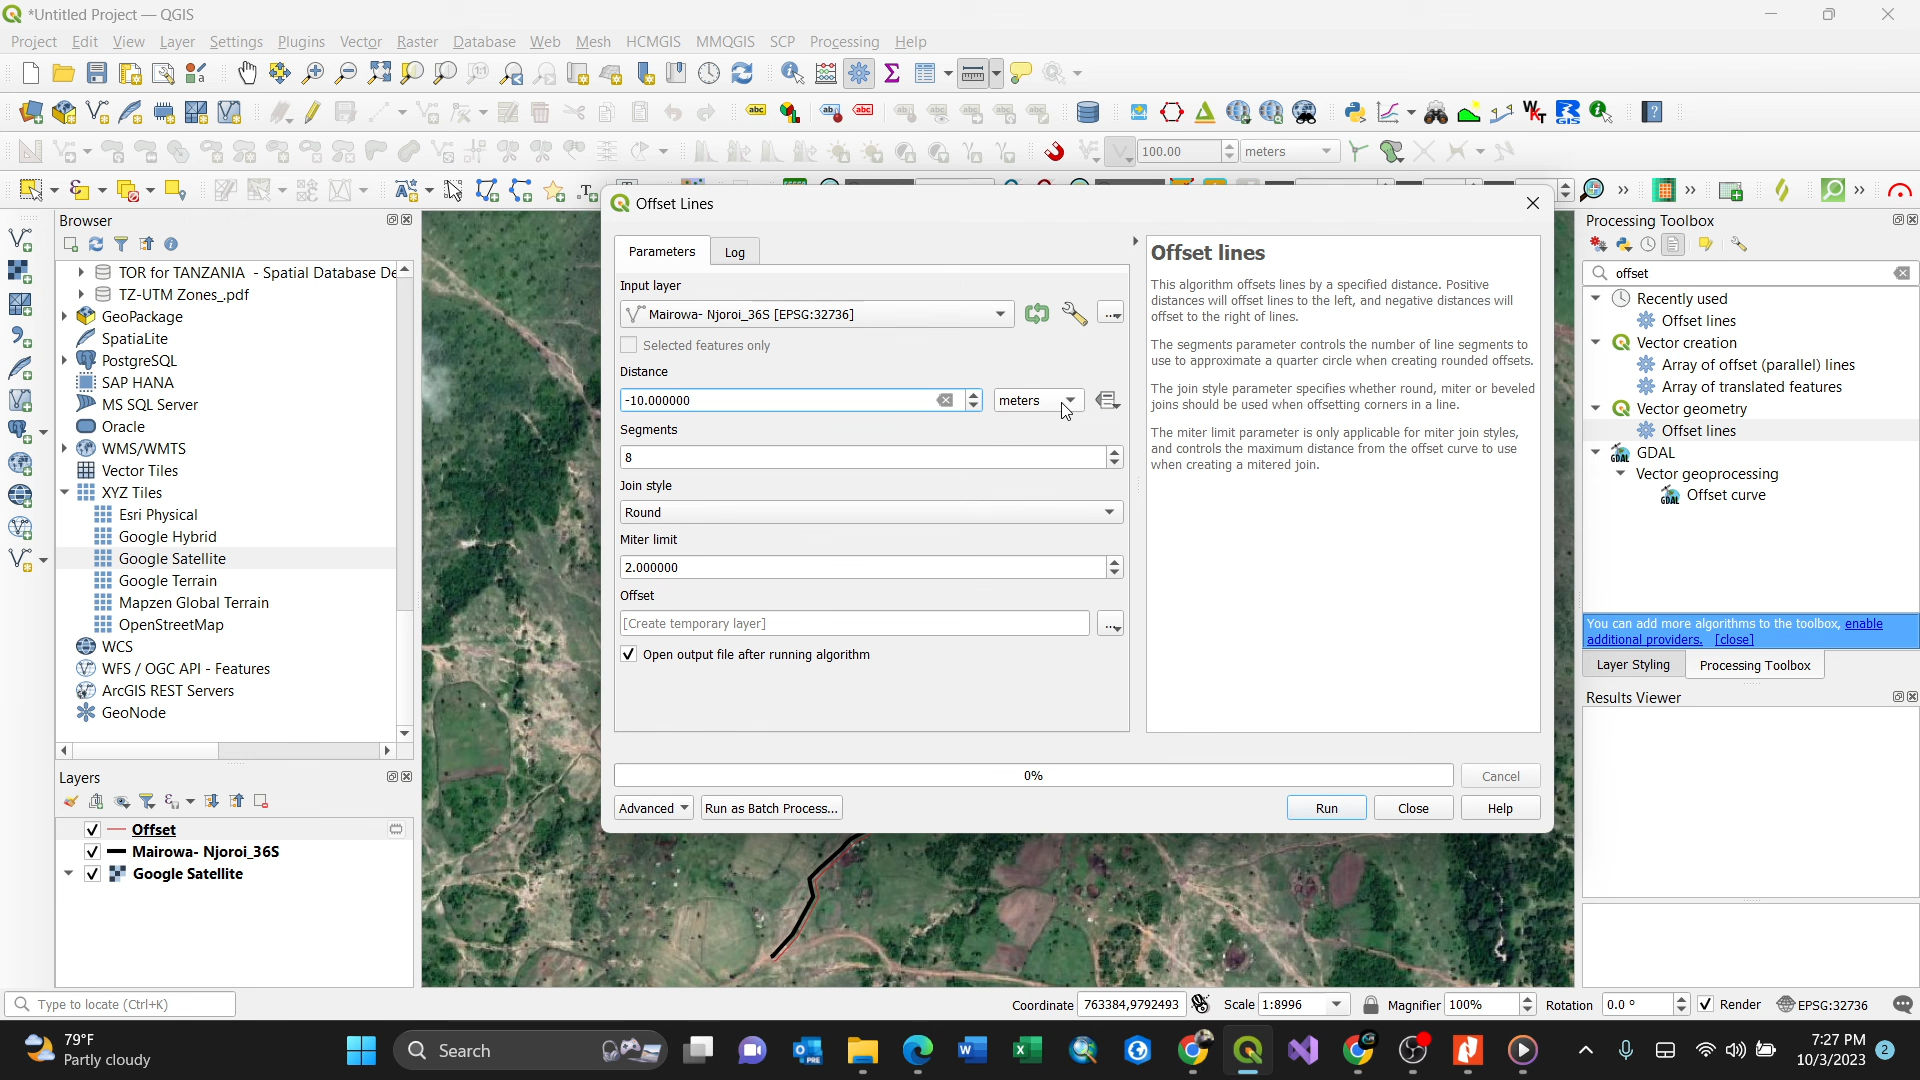 *Untitled Project — QGIS
Project Edit View Layer Settings Plugins Vector Raster Database Web Mesh HCMGIS MMQGIS SCP Processing Help
100.00 meters
Browser
TOR for TANZANIA - Spatial Database De
TZ-UTM Zones_.pdf
GeoPackage
SpatiaLite
PostgreSQL
SAP HANA
MS SQL Server
Oracle
WMS/WMTS
Vector Tiles
XYZ Tiles
Esri Physical
Google Hybrid
Google Satellite
Google Terrain
Mapzen Global Terrain
OpenStreetMap
WCS
WFS / OGC API - Features
ArcGIS REST Servers
GeoNode
Layers
Offset
Mairowa- Njoroi_36S
Google Satellite
Offset Lines
Parameters Log
Input layer
Mairowa- Njoroi_36S [EPSG:32736]
Selected features only
Distance
-10.000000 meters
Segments
8
Join style
Round
Miter limit
2.000000
Offset
[Create temporary layer]
Open output file after running algorithm
Offset lines
This algorithm offsets lines by a specified distance. Positive
distances will offset lines to the left, and negative distances will
offset to the right of lines.
The segments parameter controls the number of line segments to
use to approximate a quarter circle when creating rounded offsets.
The join style parameter specifies whether round, miter or beveled
joins should be used when offsetting corners in a line.
The miter limit parameter is only applicable for miter join styles,
and controls the maximum distance from the offset curve to use
when creating a mitered join.
0% Cancel
Advanced Run as Batch Process... Run Close Help
Processing Toolbox
offset
Recently used
Offset lines
Vector creation
Array of offset (parallel) lines
Array of translated features
Vector geometry
Offset lines
GDAL
Vector geoprocessing
Offset curve
You can add more algorithms to the toolbox, enable
additional providers. [close]
Layer Styling Processing Toolbox
Results Viewer
Type to locate (Ctrl+K) Coordinate 763384,9792493 Scale 1:8996 Magnifier 100% Rotation 0.0 ° Render EPSG:32736
79°F
Partly cloudy
Search
7:27 PM
10/3/2023
2